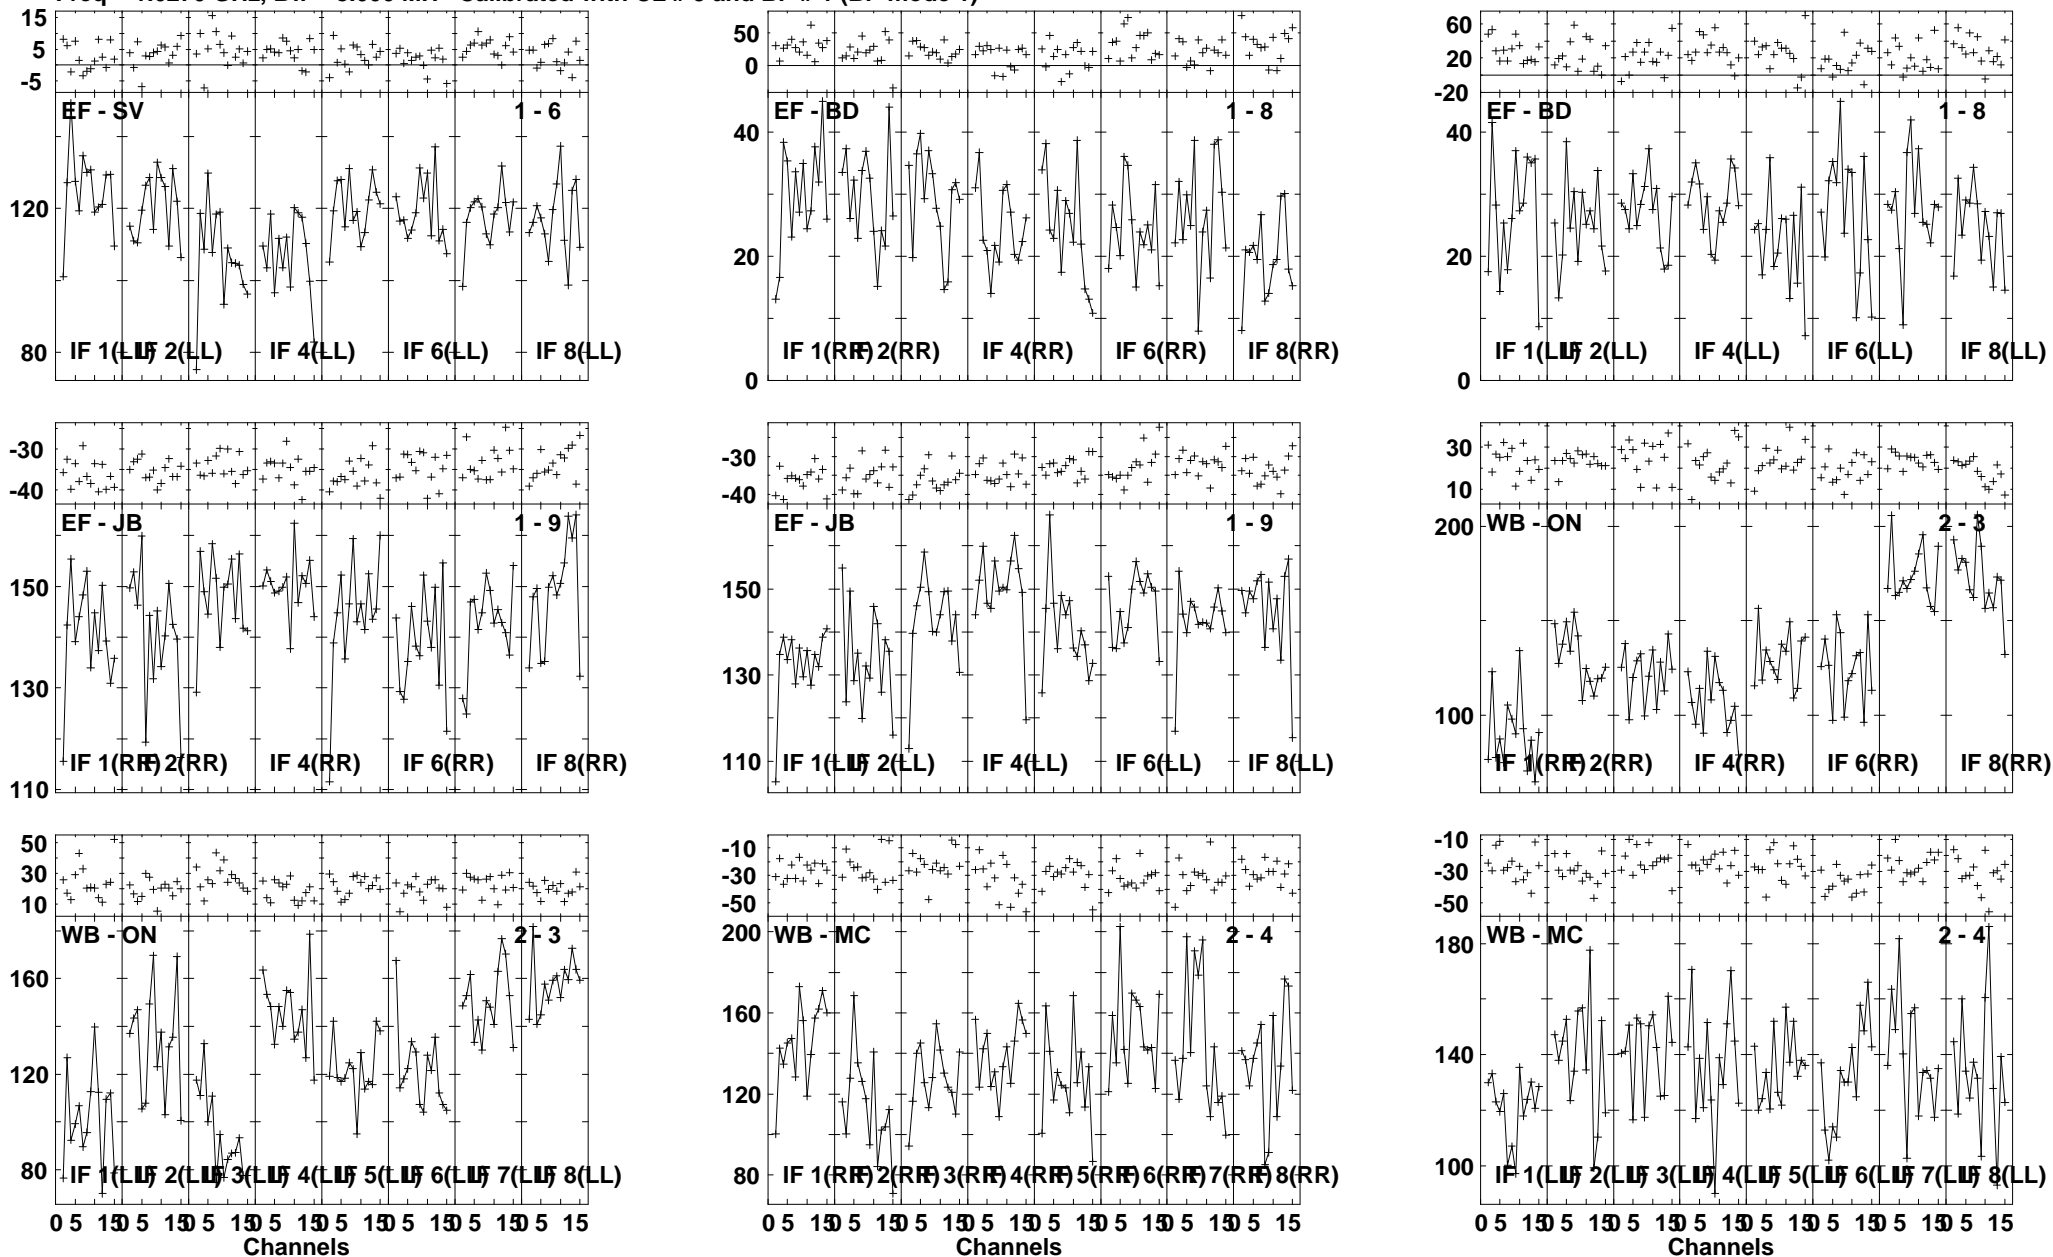 15 50 60
5 0 20
-5 -20
EF - SV 1 - 6 EF - BD 1 - 8 EF - BD 1 - 8
40 40
120
20 20
80 IF 1(LL) IF 2(LL) IF 4(LL) IF 6(LL) IF 8(LL) IF 1(RR) IF 2(RR) IF 4(RR) IF 6(RR) IF 8(RR) IF 1(LL) IF 2(LL) IF 4(LL) IF 6(LL) IF 8(LL)
0 0
-30 -30 30
-40 -40 10
EF - JB 1 - 9 EF - JB 1 - 9 WB - ON 2 - 3
200
150 150
130 130
100
110 IF 1(RR) IF 2(RR) IF 4(RR) IF 6(RR) IF 8(RR) 110 IF 1(LL) IF 2(LL) IF 4(LL) IF 6(LL) IF 8(LL) IF 1(RR) IF 2(RR) IF 4(RR) IF 6(RR) IF 8(RR)
50 -10 -10
30 -30 -30
10 -50 -50
WB - ON 2 - 3 WB - MC 2 - 4 WB - MC 2 - 4
200
180
160 160
140
120 120
80 IF 1(LL) IF 2(LL) IF 3(LL) IF 4(LL) IF 5(LL) IF 6(LL) IF 7(LL) IF 8(LL) 80 IF 1(RR) IF 2(RR) IF 3(RR) IF 4(RR) IF 5(RR) IF 6(RR) IF 7(RR) IF 8(RR) 100 IF 1(LL) IF 2(LL) IF 3(LL) IF 4(LL) IF 5(LL) IF 6(LL) IF 7(LL) IF 8(LL)
0 5 15 0 5 15 0 5 15 0 5 15 0 5 15 0 5 15
Channels Channels Channels